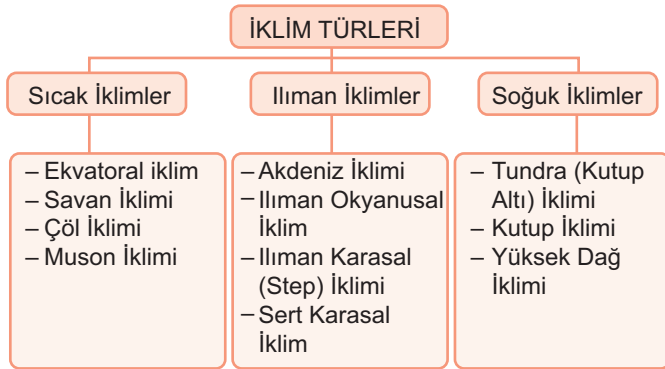 İKLİM TÜRLERİ
Sıcak İklimler
Ilıman İklimler
Soğuk İklimler
– Ekvatoral iklim
– Savan İklimi
– Çöl İklimi
– Muson İklimi
– Akdeniz İklimi
– Ilıman Okyanusal
İklim
– Ilıman Karasal
(Step) İklimi
– Sert Karasal
İklim
– Tundra (Kutup
Altı) İklimi
– Kutup İklimi
– Yüksek Dağ
İklimi